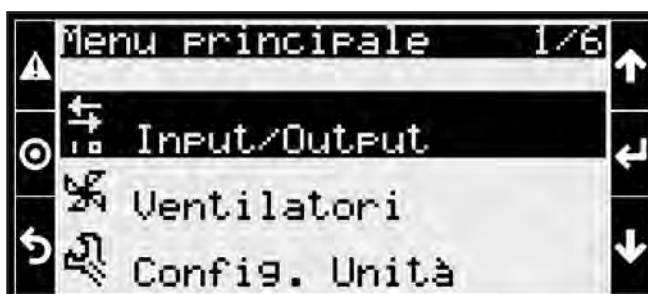 Menu principale 1/6
Input/Output
Ventilatori
Config. Unità